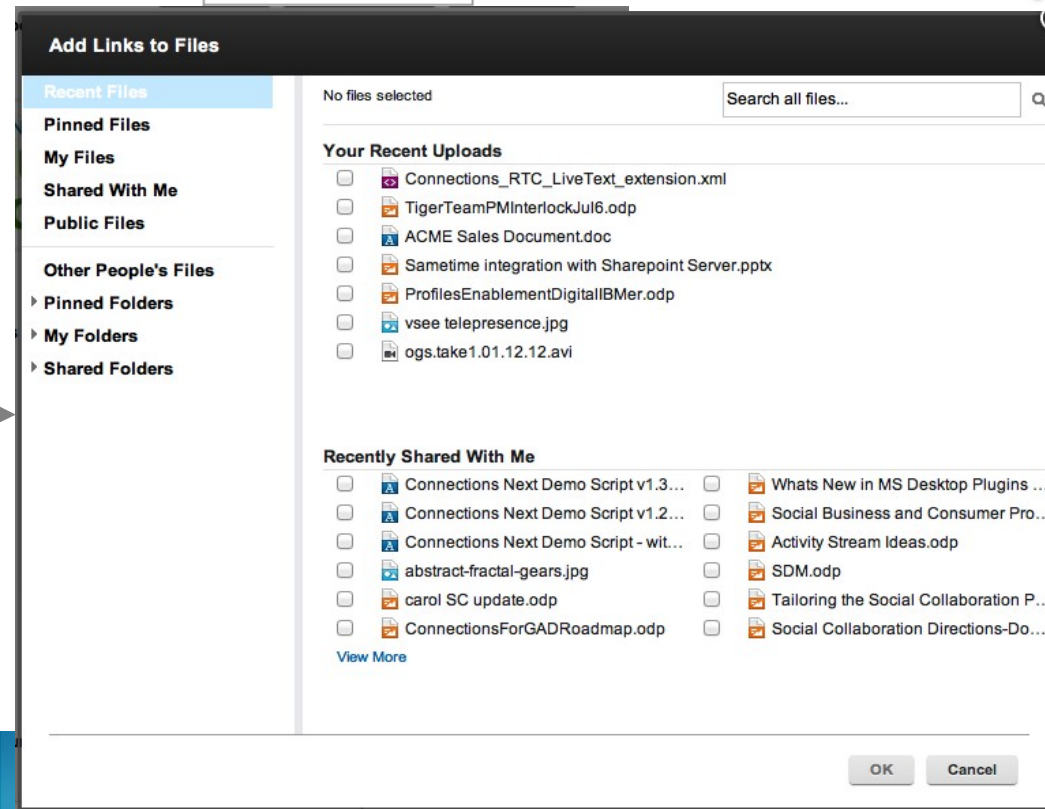 Add Links to Files
Recent Files
Pinned Files
My Files
Shared With Me
Public Files
Other People's Files
Pinned Folders
My Folders
Shared Folders
No files selected
Search all files...
Your Recent Uploads
Connections_RTC_LiveText_extension.xml
TigerTeamPMInterlockJul6.odp
ACME Sales Document.doc
Sametime integration with Sharepoint Server.pptx
ProfilesEnablementDigitalIBMer.odp
vsee telepresence.jpg
ogs.take1.01.12.12.avi
Recently Shared With Me
Connections Next Demo Script v1.3...
Connections Next Demo Script v1.2...
Connections Next Demo Script - wit...
abstract-fractal-gears.jpg
carol SC update.odp
ConnectionsForGADRoadmap.odp
Whats New in MS Desktop Plugins ...
Social Business and Consumer Pro...
Activity Stream Ideas.odp
SDM.odp
Tailoring the Social Collaboration P...
Social Collaboration Directions-Do...
View More
OK
Cancel